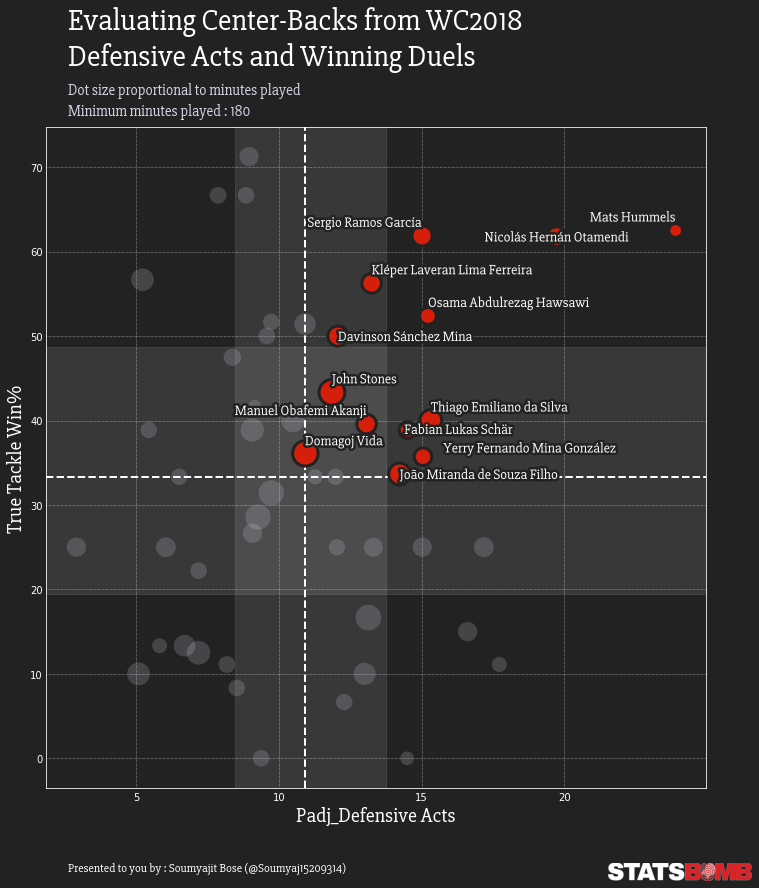 Evaluating Center-Backs from WC2018
Defensive Acts and Winning Duels
Dot size proportional to minutes played
Minimum minutes played : 180
70
Sergio Ramos García
Mats Hummels
Nicolás Hernán Otamendi
60
Kléper Laveran Lima Ferreira
Osama Abdulrezag Hawsawi
50
Davinson Sánchez Mina
John Stones
Manuel Obafemi Akanji
Thiago Emiliano da Silva
40
Fabian Lukas Schär
Domagoj Vida
Yerry Fernando Mina González
João Miranda de Souza Filho
30
20
10
0
True Tackle Win%
5
10
15
20
Padj_Defensive Acts
Presented to you by : Soumyajit Bose (@Soumyaj15209314)
STATSBOMB